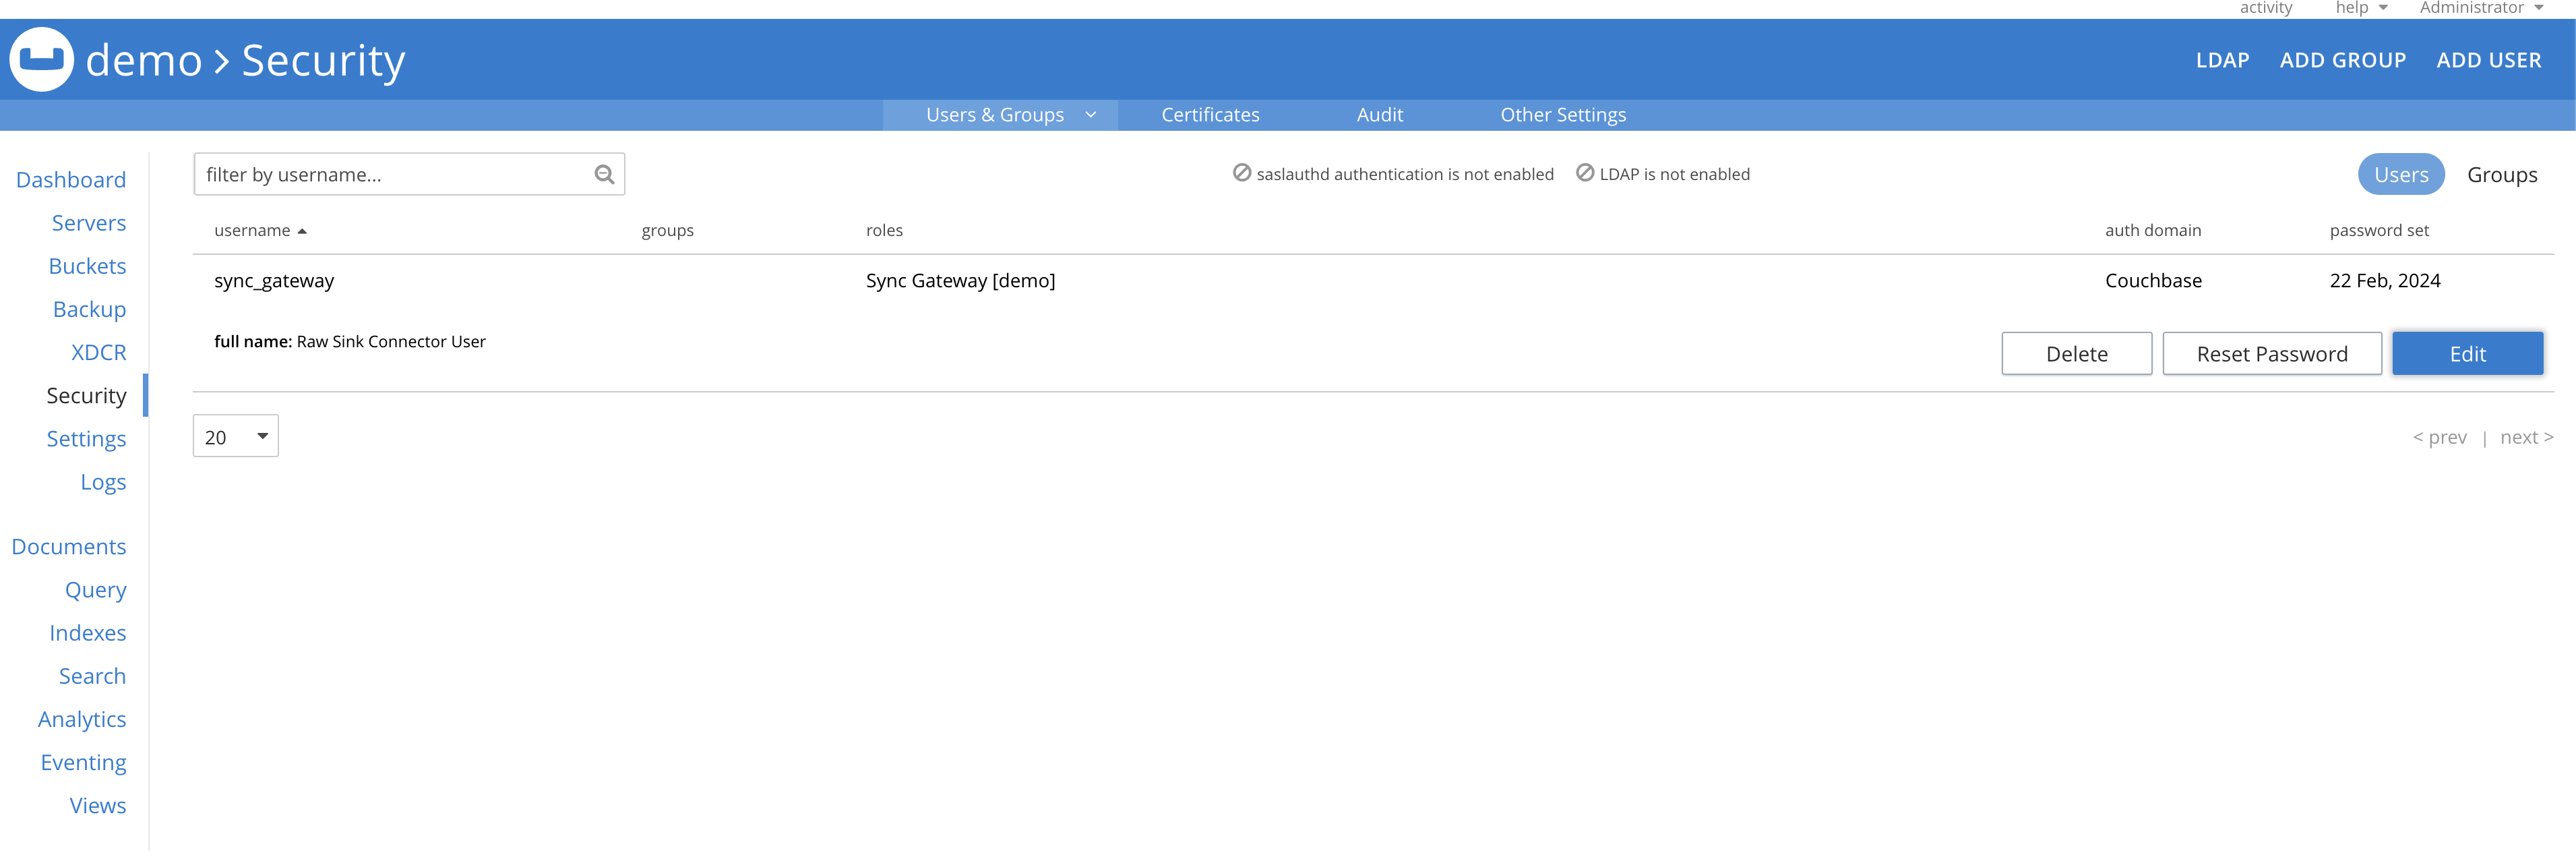 activity help Administrator
demo > Security LDAP ADD GROUP ADD USER
Users & Groups Certificates Audit Other Settings
Dashboard
Servers
Buckets
Backup
XDCR
Security
Settings
Logs
Documents
Query
Indexes
Search
Analytics
Eventing
Views
filter by username... saslauthd authentication is not enabled LDAP is not enabled Users Groups
username groups roles auth domain password set
sync_gateway Sync Gateway [demo] Couchbase 22 Feb, 2024
full name: Raw Sink Connector User Delete Reset Password Edit
20 < prev | next >